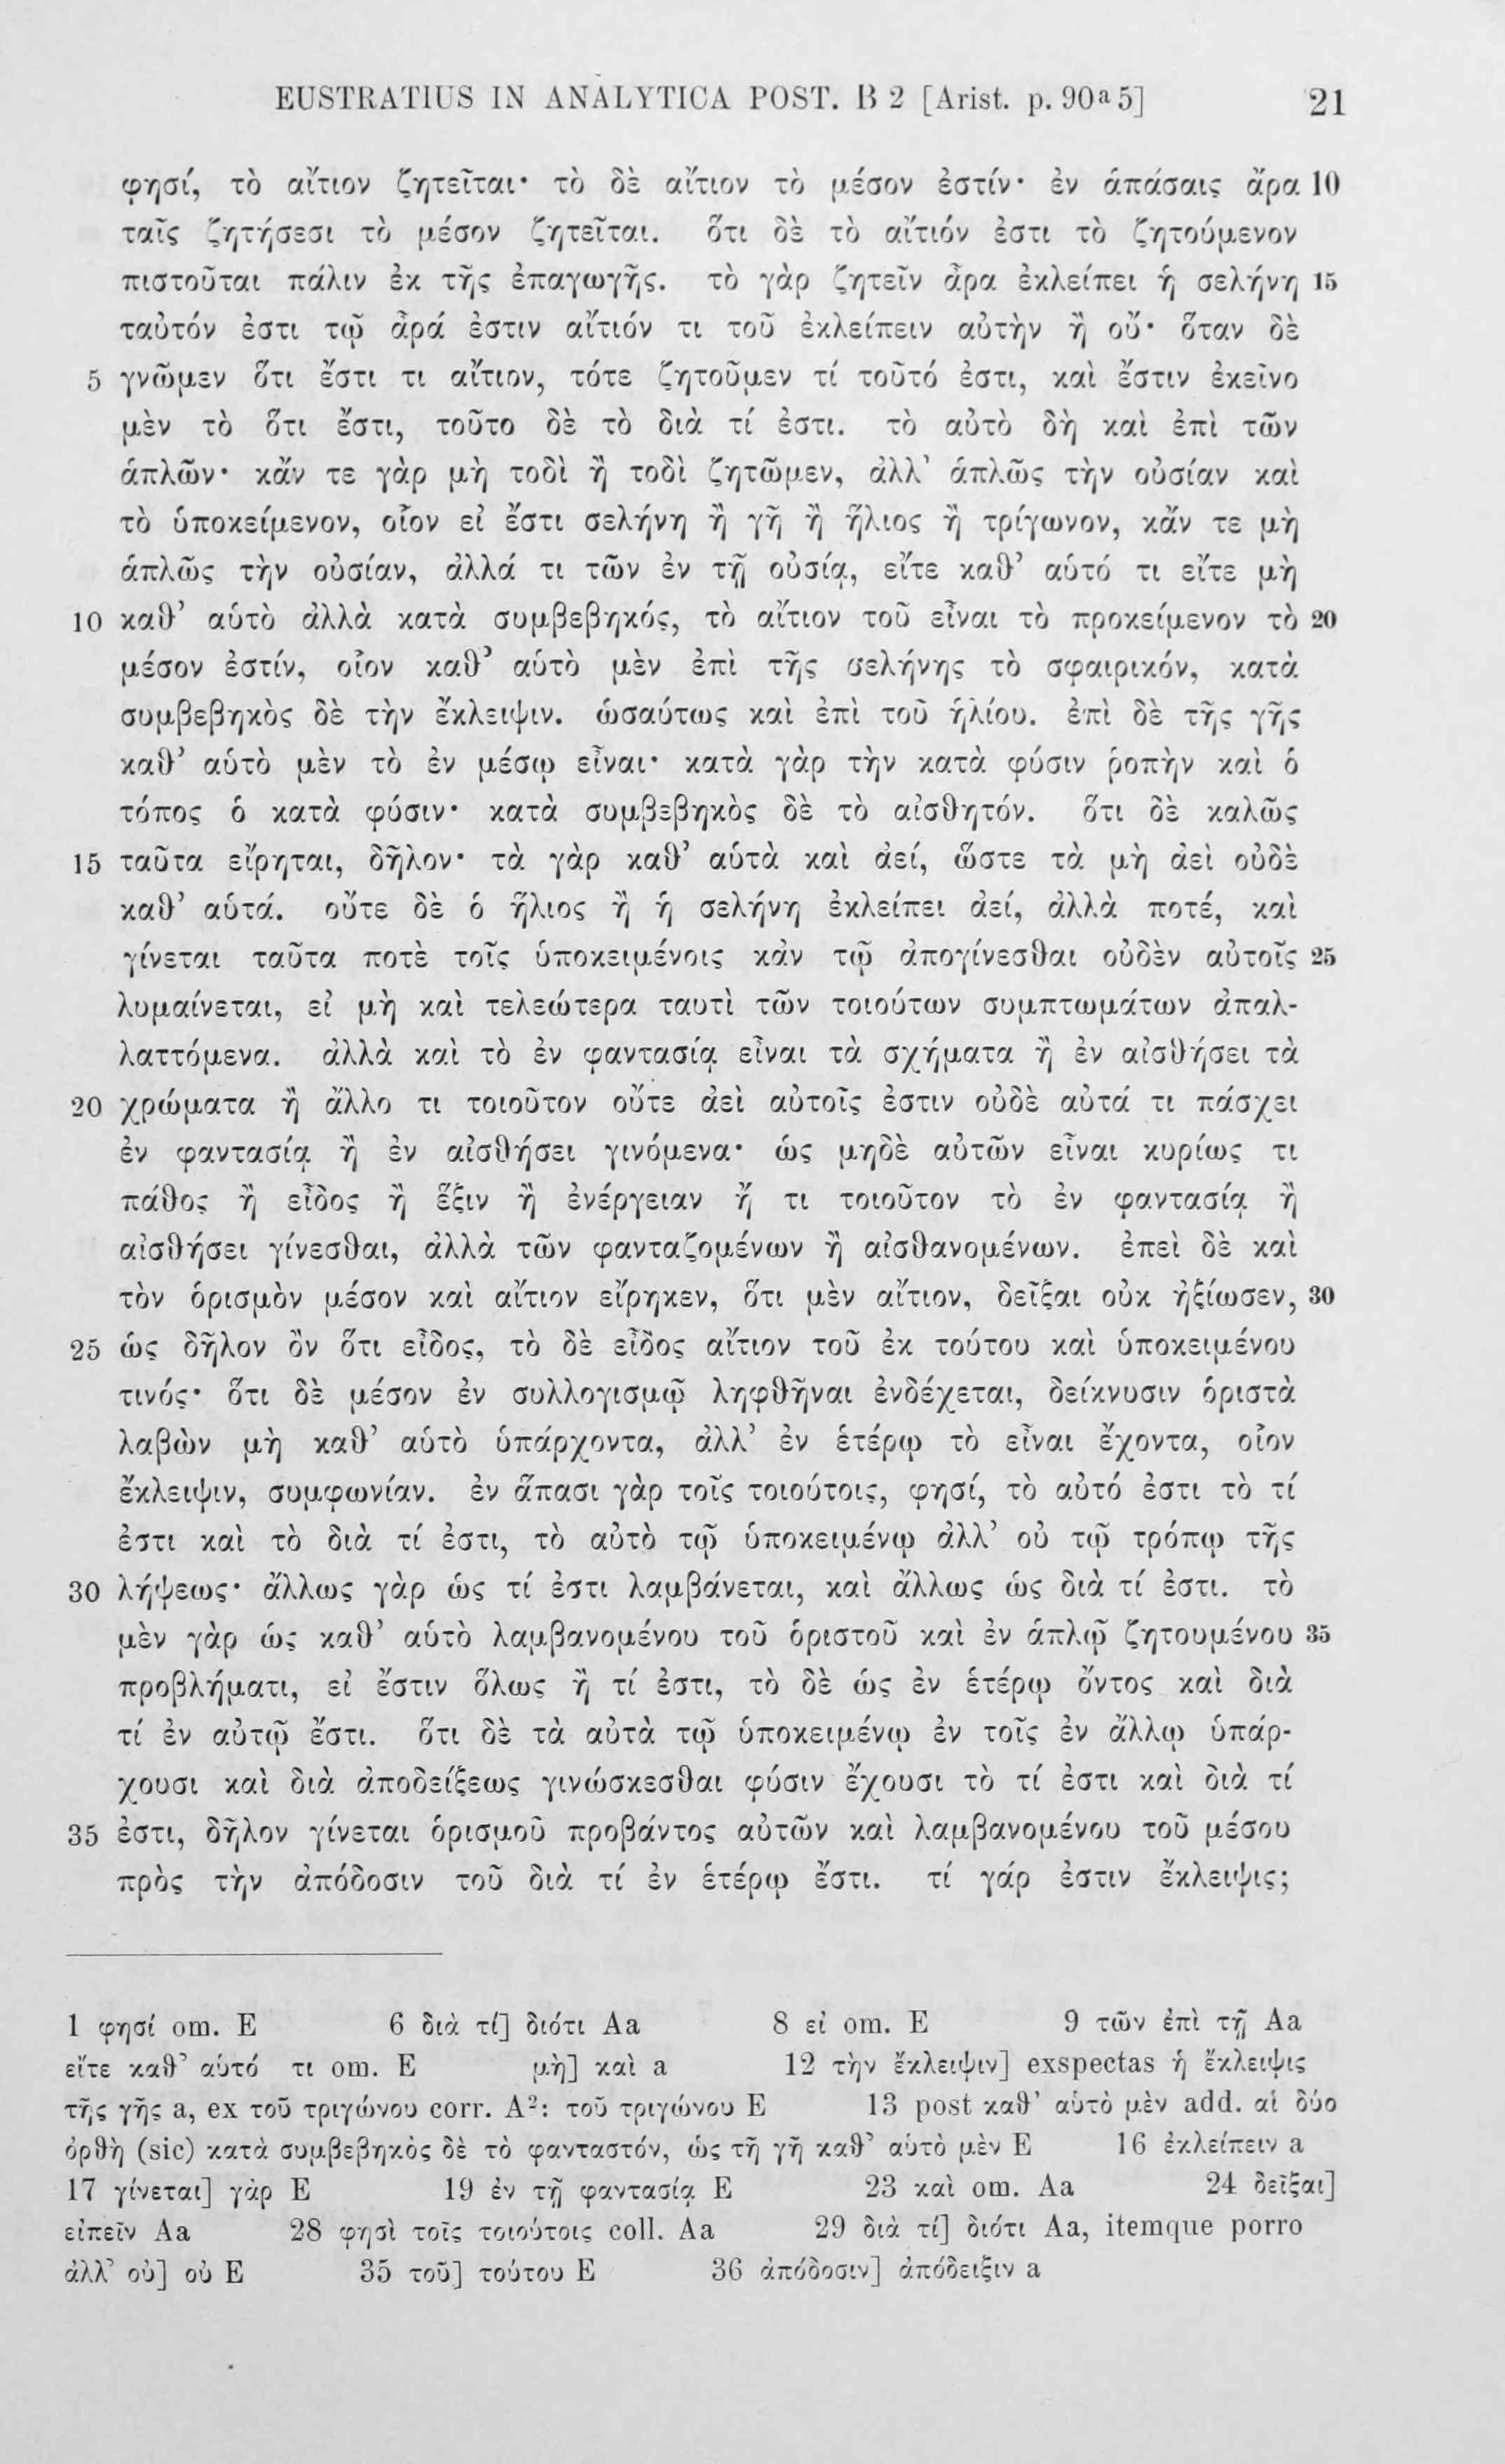 EUSTRATIUS IN ANALYTICA POST. B 2 [Arist. p. 90a 5] 21
φησί, τὸ αἴτιον ζητεῖται· τὸ δὲ αἴτιον τὸ μέσον ἐστίν· ἐν ἁπάσαις ἄρα 10
ταῖς ζητήσεσι τὸ μέσον ζητεῖται. ὅτι δὲ τὸ αἴτιόν ἐστι τὸ ζητούμενον
πιστοῦται πάλιν ἐκ τῆς ἐπαγωγῆς. τὸ γὰρ ζητεῖν ἆρα ἐκλείπει ἡ σελήνη 15
ταὐτόν ἐστι τῷ ἆρά ἐστιν αἴτιόν τι τοῦ ἐκλείπειν αὐτὴν ἢ οὔ· ὅταν δὲ
5 γνῶμεν ὅτι ἔστι τι αἴτιον, τότε ζητοῦμεν τί τοῦτό ἐστι, καὶ ἔστιν ἐκεῖνο
μὲν τὸ ὅτι ἔστι, τοῦτο δὲ τὸ διὰ τί ἐστι. τὸ αὐτὸ δὴ καὶ ἐπὶ τῶν
ἁπλῶν· κἄν τε γὰρ μὴ τοδὶ ἢ τοδὶ ζητῶμεν, ἀλλ’ ἁπλῶς τὴν οὐσίαν καὶ
τὸ ὑποκείμενον, οἷον εἰ ἔστι σελήνη ἢ γῆ ἢ ἥλιος ἢ τρίγωνον, κἄν τε μὴ
ἁπλῶς τὴν οὐσίαν, ἀλλά τι τῶν ἐν τῇ οὐσίᾳ, εἴτε καθ’ αὑτό τι εἴτε μὴ
10 καθ’ αὑτὸ ἀλλὰ κατὰ συμβεβηκός, τὸ αἴτιον τοῦ εἶναι τὸ προκείμενον τὸ 20
μέσον ἐστίν, οἷον καθ’ αὑτὸ μὲν ἐπὶ τῆς σελήνης τὸ σφαιρικόν, κατὰ
συμβεβηκὸς δὲ τὴν ἔκλειψιν. ὡσαύτως καὶ ἐπὶ τοῦ ἡλίου. ἐπὶ δὲ τῆς γῆς
καθ’ αὑτὸ μὲν τὸ ἐν μέσῳ εἶναι· κατὰ γὰρ τὴν κατὰ φύσιν ῥοπὴν καὶ ὁ
τόπος ὁ κατὰ φύσιν· κατὰ συμβεβηκὸς δὲ τὸ αἰσθητόν. ὅτι δὲ καλῶς
15 ταῦτα εἴρηται, δῆλον· τὰ γὰρ καθ’ αὑτὰ καὶ ἀεί, ὥστε τὰ μὴ ἀεὶ οὐδὲ
καθ’ αὑτά. οὔτε δὲ ὁ ἥλιος ἢ ἡ σελήνη ἐκλείπει ἀεί, ἀλλὰ ποτέ, καὶ
γίνεται ταῦτα ποτὲ τοῖς ὑποκειμένοις κἀν τῷ ἀπογίνεσθαι οὐδὲν αὐτοῖς 25
λυμαίνεται, εἰ μὴ καὶ τελεώτερα ταυτὶ τῶν τοιούτων συμπτωμάτων ἀπαλ-
λαττόμενα. ἀλλὰ καὶ τὸ ἐν φαντασίᾳ εἶναι τὰ σχήματα ἢ ἐν αἰσθήσει τὰ
20 χρώματα ἢ ἄλλο τι τοιοῦτον οὔτε ἀεὶ αὐτοῖς ἐστιν οὐδὲ αὐτά τι πάσχει
ἐν φαντασίᾳ ἢ ἐν αἰσθήσει γινόμενα· ὡς μηδὲ αὐτῶν εἶναι κυρίως τι
πάθος ἢ εἶδος ἢ ἕξιν ἢ ἐνέργειαν ἤ τι τοιοῦτον τὸ ἐν φαντασίᾳ ἢ
αἰσθήσει γίνεσθαι, ἀλλὰ τῶν φανταζομένων ἢ αἰσθανομένων. ἐπεὶ δὲ καὶ
τὸν ὁρισμὸν μέσον καὶ αἴτιον εἴρηκεν, ὅτι μὲν αἴτιον, δεῖξαι οὐκ ἠξίωσεν, 30
25 ὡς δῆλον ὂν ὅτι εἶδος, τὸ δὲ εἶδος αἴτιον τοῦ ἐκ τούτου καὶ ὑποκειμένου
τινός· ὅτι δὲ μέσον ἐν συλλογισμῷ ληφθῆναι ἐνδέχεται, δείκνυσιν ὁριστὰ
λαβὼν μὴ καθ’ αὑτὸ ὑπάρχοντα, ἀλλ’ ἐν ἑτέρῳ τὸ εἶναι ἔχοντα, οἷον
ἔκλειψιν, συμφωνίαν. ἐν ἅπασι γὰρ τοῖς τοιούτοις, φησί, τὸ αὐτό ἐστι τὸ τί
ἐστι καὶ τὸ διὰ τί ἐστι, τὸ αὐτὸ τῷ ὑποκειμένῳ ἀλλ’ οὐ τῷ τρόπῳ τῆς
30 λήψεως· ἄλλως γὰρ ὡς τί ἐστι λαμβάνεται, καὶ ἄλλως ὡς διὰ τί ἐστι. τὸ
μὲν γὰρ ὡς καθ’ αὑτὸ λαμβανομένου τοῦ ὁριστοῦ καὶ ἐν ἁπλῷ ζητουμένου 35
προβλήματι, εἰ ἔστιν ὅλως ἢ τί ἐστι, τὸ δὲ ὡς ἐν ἑτέρῳ ὄντος καὶ διὰ
τί ἐν αὐτῷ ἔστι. ὅτι δὲ τὰ αὐτὰ τῷ ὑποκειμένῳ ἐν τοῖς ἐν ἄλλῳ ὑπάρ-
χουσι καὶ διὰ ἀποδείξεως γινώσκεσθαι φύσιν ἔχουσι τὸ τί ἐστι καὶ διὰ τί
35 ἐστι, δῆλον γίνεται ὁρισμοῦ προβάντος αὐτῶν καὶ λαμβανομένου τοῦ μέσου
πρὸς τὴν ἀπόδοσιν τοῦ διὰ τί ἐν ἑτέρῳ ἔστι. τί γάρ ἐστιν ἔκλειψις;
1 φησί om. E 6 διὰ τί] διότι Aa 8 εἰ om. E 9 τῶν ἐπὶ τῇ Aa
εἴτε καθ’ αὑτό τι om. E μὴ] καὶ a 12 τὴν ἔκλειψιν] exspectas ἡ ἔκλειψις
τῆς γῆς a, ex τοῦ τριγώνου corr. A²: τοῦ τριγώνου E 13 post καθ’ αὑτὸ μὲν add. αἱ δύο
ὀρθὴ (sic) κατὰ συμβεβηκὸς δὲ τὸ φανταστόν, ὡς τῇ γῇ καθ’ αὑτὸ μὲν E 16 ἐκλείπειν a
17 γίνεται] γὰρ E 19 ἐν τῇ φαντασίᾳ E 23 καὶ om. Aa 24 δεῖξαι]
εἰπεῖν Aa 28 φησὶ τοῖς τοιούτοις coll. Aa 29 διὰ τί] διότι Aa, itemque porro
ἀλλ’ οὐ] οὐ E 35 τοῦ] τούτου E 36 ἀπόδοσιν] ἀπόδειξιν a